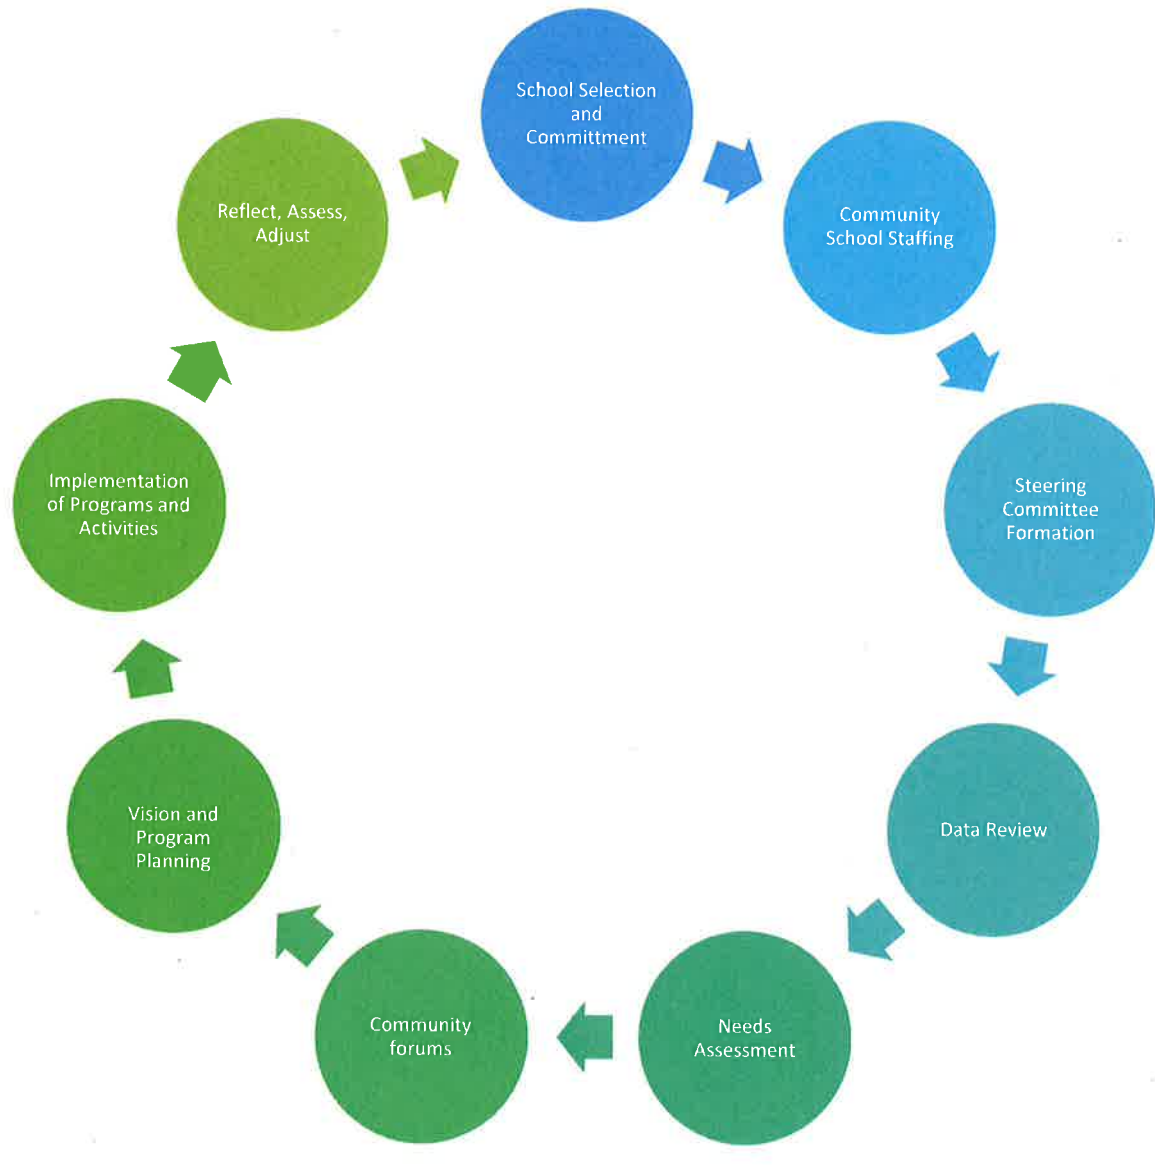 School Selection
and
Committment
Community
School Staffing
Steering
Committee
Formation
Data Review
Needs
Assessment
Community
forums
Vision and
Program
Planning
Implementation
of Programs and
Activities
Reflect, Assess,
Adjust